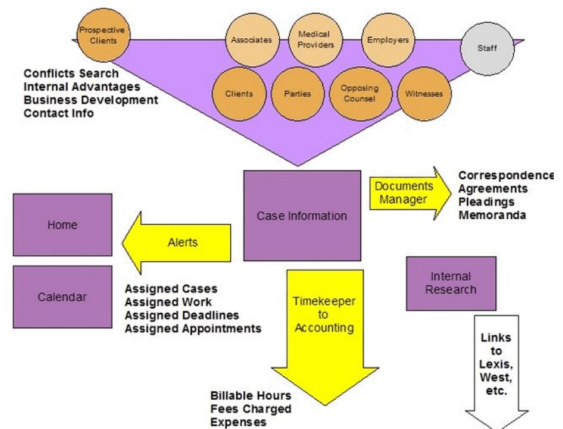 Prospective
Clients
Associates
Medical
Providers
Employers
Staff
Clients
Parties
Opposing
Counsel
Witnesses
Conflicts Search
Internal Advantages
Business Development
Contact Info
Case Information
Documents
Manager
Correspondence
Agreements
Pleadings
Memoranda
Home
Alerts
Calendar
Assigned Cases
Assigned Work
Assigned Deadlines
Assigned Appointments
Timekeeper
to
Accounting
Internal
Research
Links
to
Lexis,
West,
etc.
Billable Hours
Fees Charged
Expenses